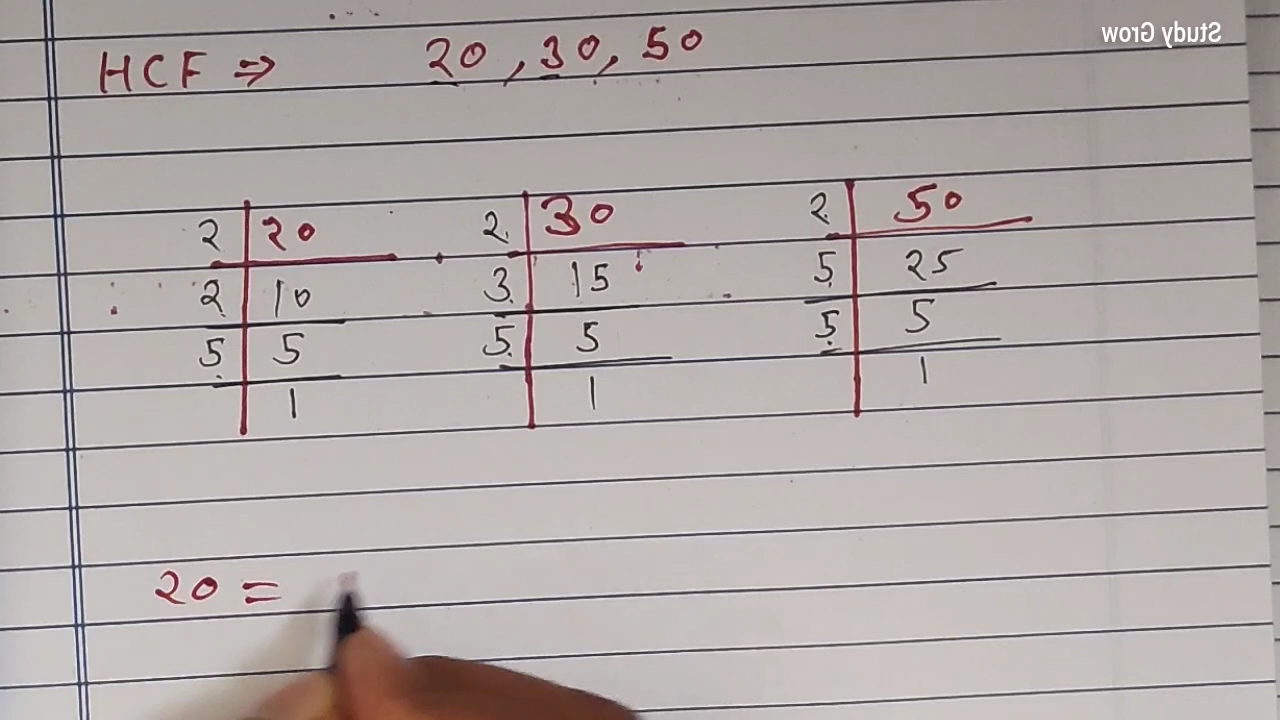 Study Grow
HCF ⇒ 20, 30, 50
2 20 2 30 2 50
2 10 3 15 5 25
5 5 5 5 5 5
1 1 1
20 =